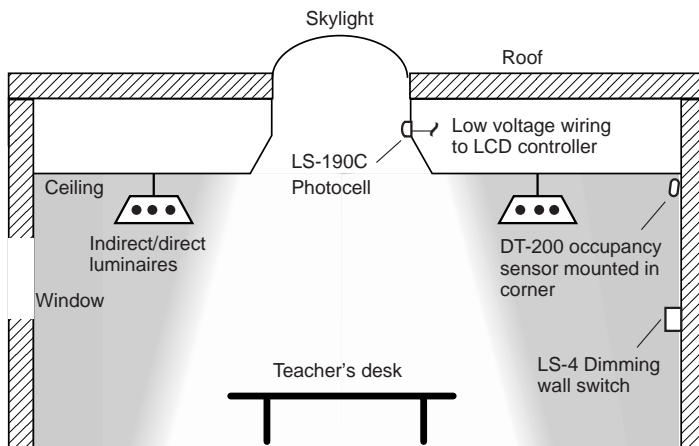 Skylight
Roof
Low voltage wiring
to LCD controller
LS-190C
Photocell
Ceiling
Indirect/direct
luminaires
DT-200 occupancy
sensor mounted in
corner
Window
LS-4 Dimming
wall switch
Teacher's desk